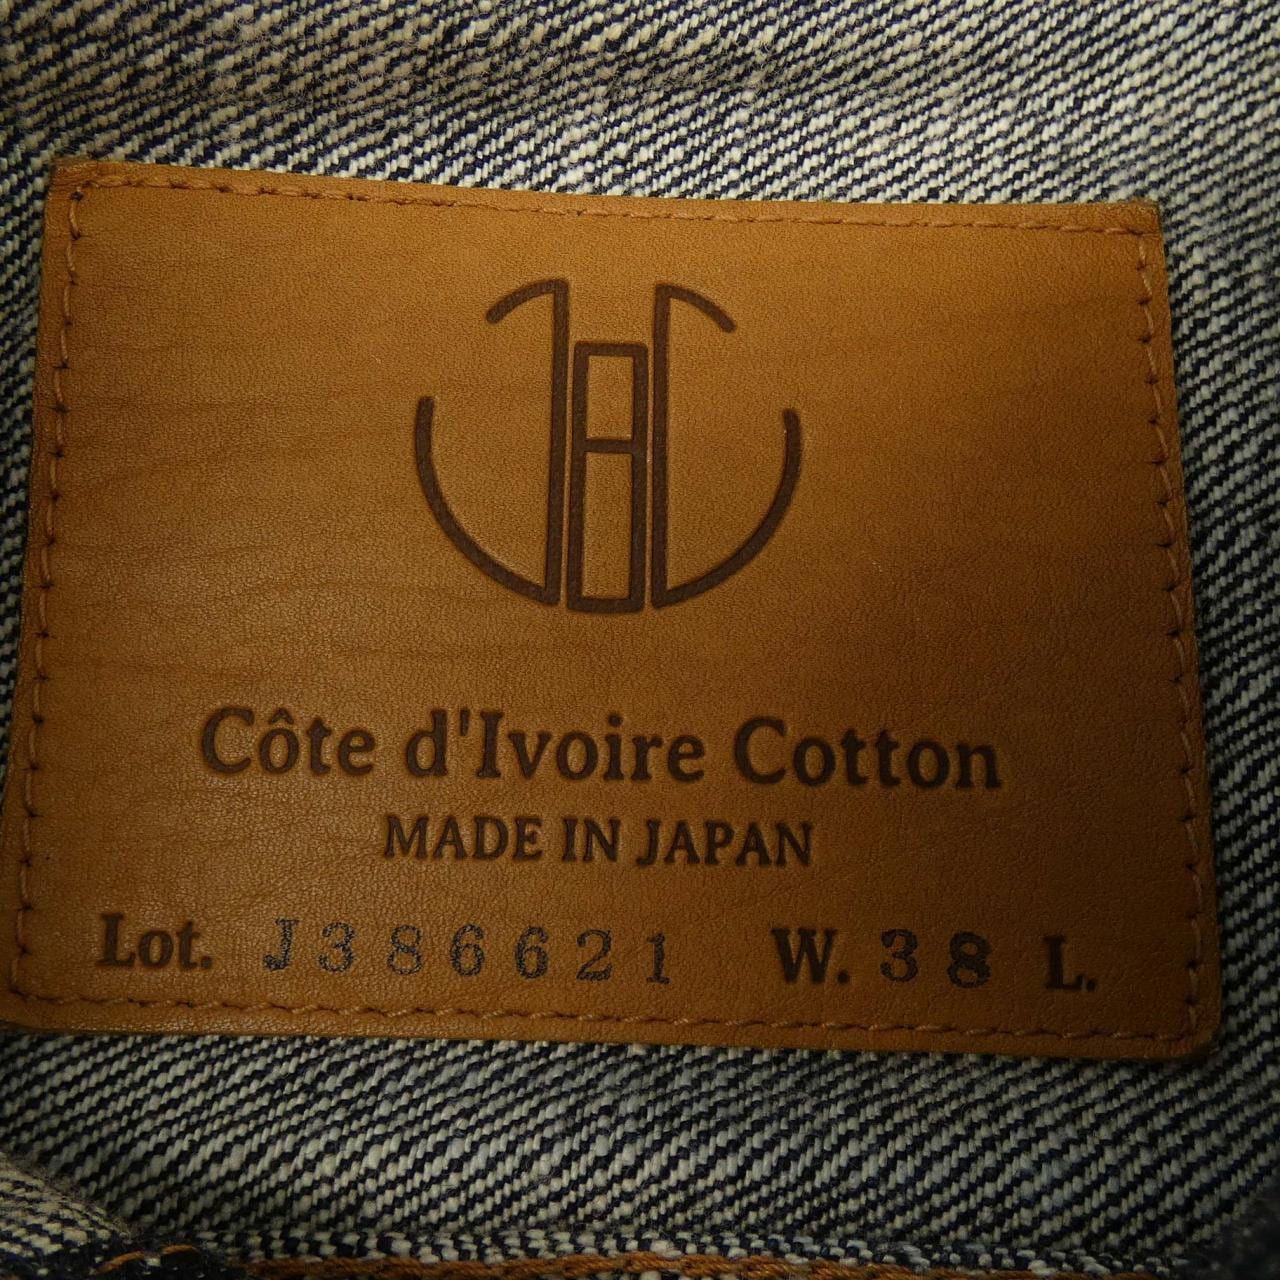 Côte d'Ivoire Cotton
MADE IN JAPAN
Lot. J386621 W. 38 L.